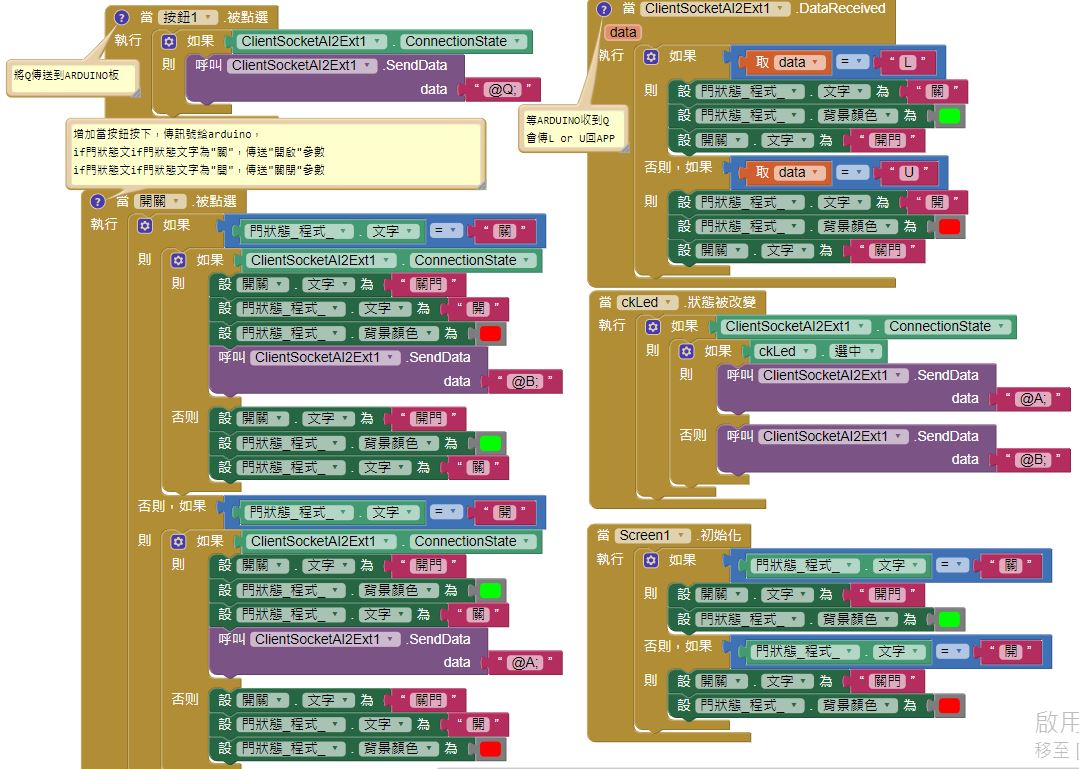 當 按鈕1 .被點選
執行 如果 ClientSocketAI2Ext1 . ConnectionState
則 呼叫 ClientSocketAI2Ext1 .SendData
data “ @Q; ”
將Q傳送到ARDUINO板
增加當按鈕按下，傳訊號給arduino，
if門狀態文if門狀態文字為"關"，傳送"開啟"參數
if門狀態文if門狀態文字為"開"，傳送"關閉"參數
當 開關 .被點選
執行 如果 門狀態_程式_ . 文字 = “ 關 ”
則 如果 ClientSocketAI2Ext1 . ConnectionState
則 設 開關 . 文字 為 “ 關門 ”
設 門狀態_程式_ . 文字 為 “ 開 ”
設 門狀態_程式_ . 背景顏色 為
呼叫 ClientSocketAI2Ext1 .SendData
data “ @B; ”
否則 設 開關 . 文字 為 “ 開門 ”
設 門狀態_程式_ . 背景顏色 為
設 門狀態_程式_ . 文字 為 “ 關 ”
否則，如果 門狀態_程式_ . 文字 = “ 開 ”
則 如果 ClientSocketAI2Ext1 . ConnectionState
則 設 開關 . 文字 為 “ 開門 ”
設 門狀態_程式_ . 背景顏色 為
設 門狀態_程式_ . 文字 為 “ 關 ”
呼叫 ClientSocketAI2Ext1 .SendData
data “ @A; ”
否則 設 開關 . 文字 為 “ 關門 ”
設 門狀態_程式_ . 文字 為 “ 開 ”
設 門狀態_程式_ . 背景顏色 為
當 ClientSocketAI2Ext1 .DataReceived
data
執行 如果 取 data = “ L ”
則 設 門狀態_程式_ . 文字 為 “ 關 ”
設 門狀態_程式_ . 背景顏色 為
設 開關 . 文字 為 “ 開門 ”
否則，如果 取 data = “ U ”
則 設 門狀態_程式_ . 文字 為 “ 開 ”
設 門狀態_程式_ . 背景顏色 為
設 開關 . 文字 為 “ 關門 ”
等ARDUINO收到Q
會傳L or U回APP
當 ckLed .狀態被改變
執行 如果 ClientSocketAI2Ext1 . ConnectionState
則 如果 ckLed . 選中
則 呼叫 ClientSocketAI2Ext1 .SendData
data “ @A; ”
否則 呼叫 ClientSocketAI2Ext1 .SendData
data “ @B; ”
當 Screen1 .初始化
執行 如果 門狀態_程式_ . 文字 = “ 關 ”
則 設 開關 . 文字 為 “ 開門 ”
設 門狀態_程式_ . 背景顏色 為
否則，如果 門狀態_程式_ . 文字 = “ 開 ”
則 設 開關 . 文字 為 “ 關門 ”
設 門狀態_程式_ . 背景顏色 為
啟用
移至 [